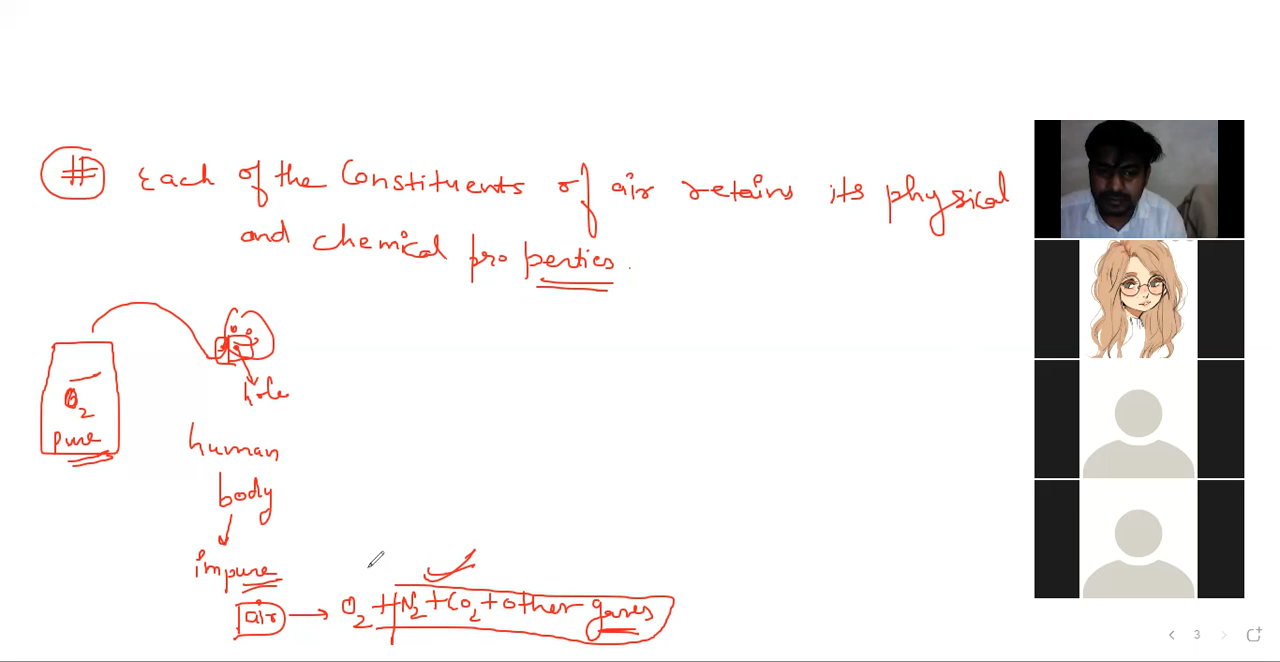 # Each of the Constituents of air retains its physical
and chemical properties.
hole
O2
pure
human
body
impure
air → O2 + N2 + CO2 + Other gases
3